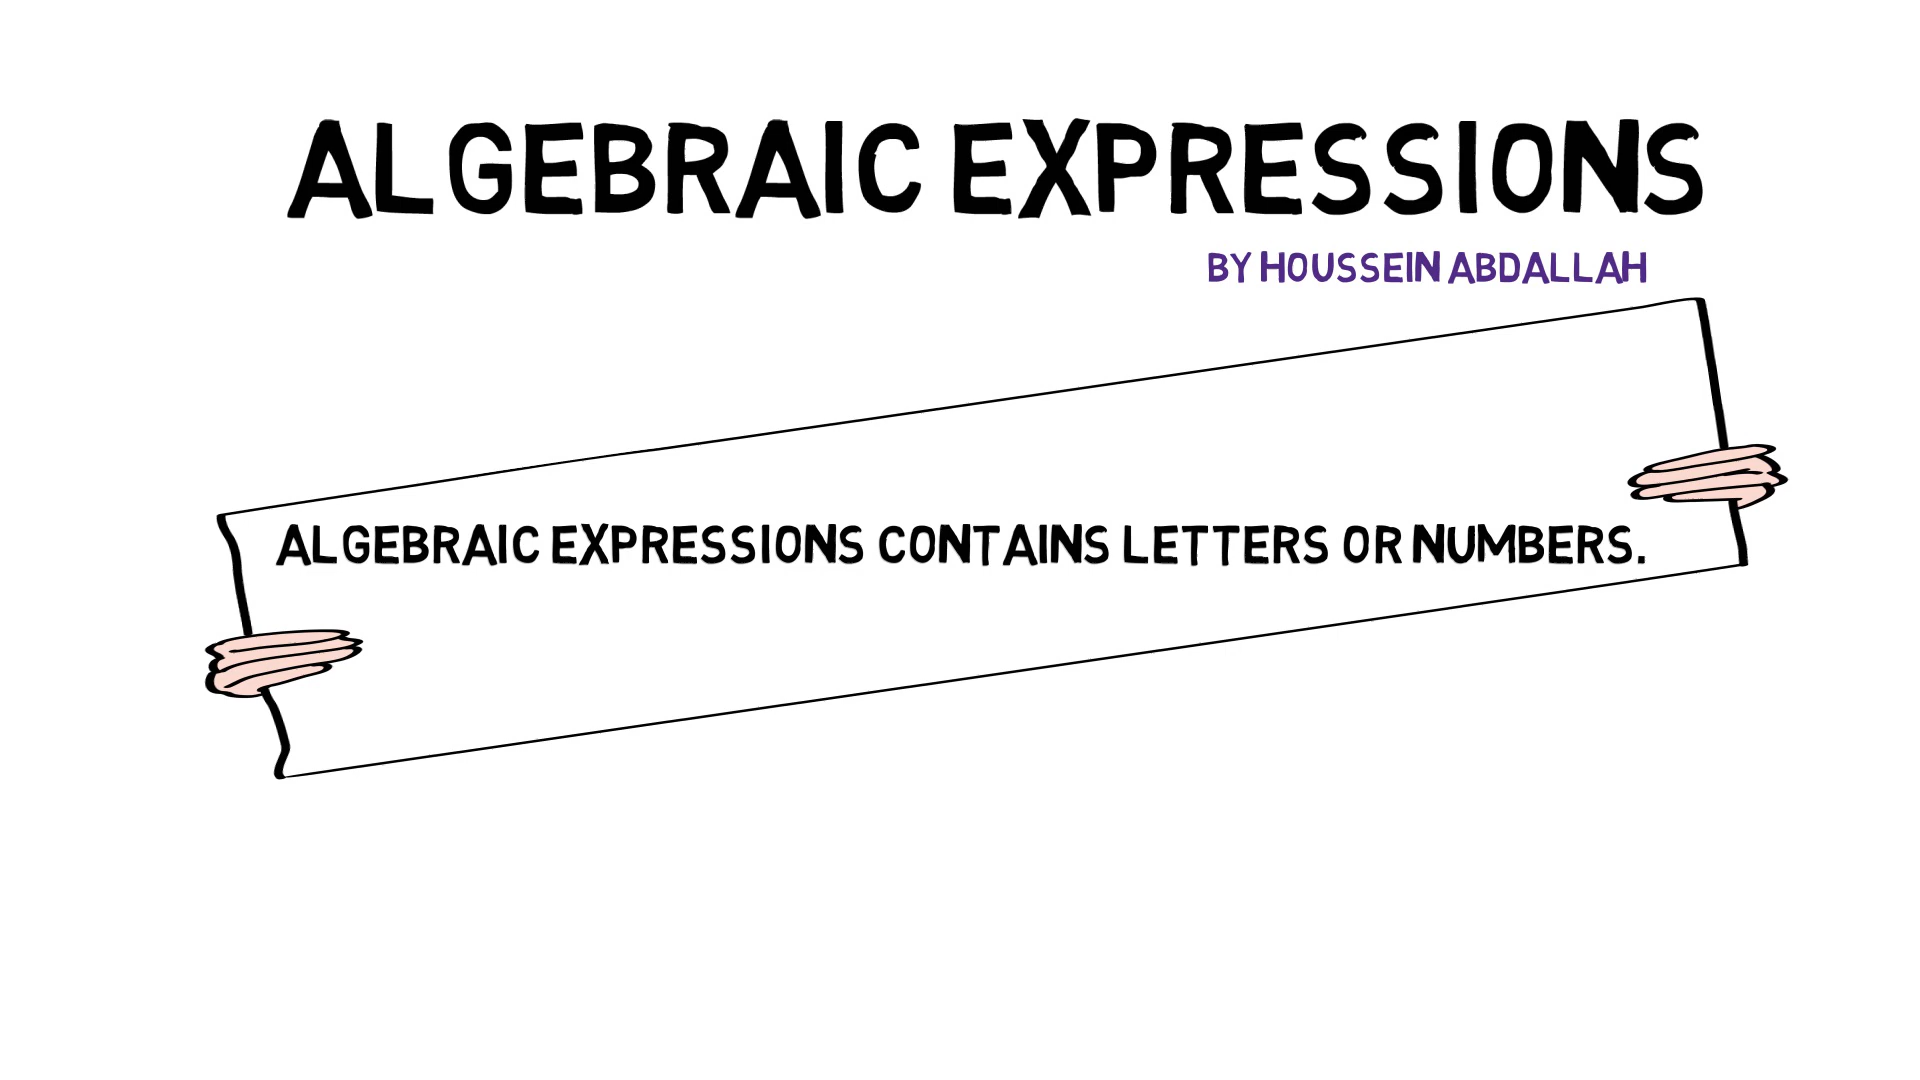 ALGEBRAIC EXPRESSIONS
BY HOUSSEIN ABDALLAH
ALGEBRAIC EXPRESSIONS CONTAINS LETTERS OR NUMBERS.